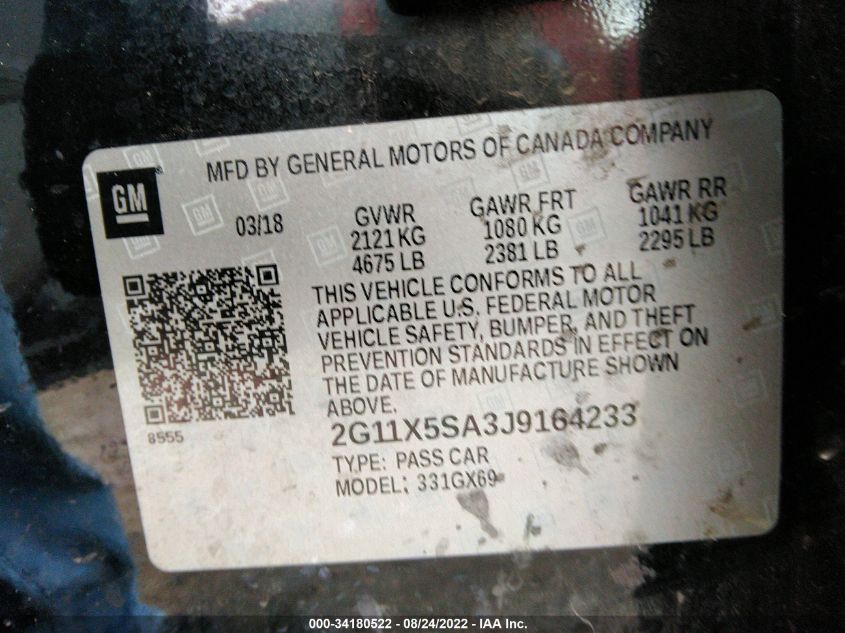 MFD BY GENERAL MOTORS OF CANADA COMPANY
GM
03/18
GVWR
2121 KG
4675 LB
GAWR FRT
1080 KG
2381 LB
GAWR RR
1041 KG
2295 LB
THIS VEHICLE CONFORMS TO ALL
APPLICABLE U.S. FEDERAL MOTOR
VEHICLE SAFETY, BUMPER, AND THEFT
PREVENTION STANDARDS IN EFFECT ON
THE DATE OF MANUFACTURE SHOWN
ABOVE.
8555
2G11X5SA3J9164233
TYPE: PASS CAR
MODEL: 331GX69
000-34180522 - 08/24/2022 - IAA Inc.